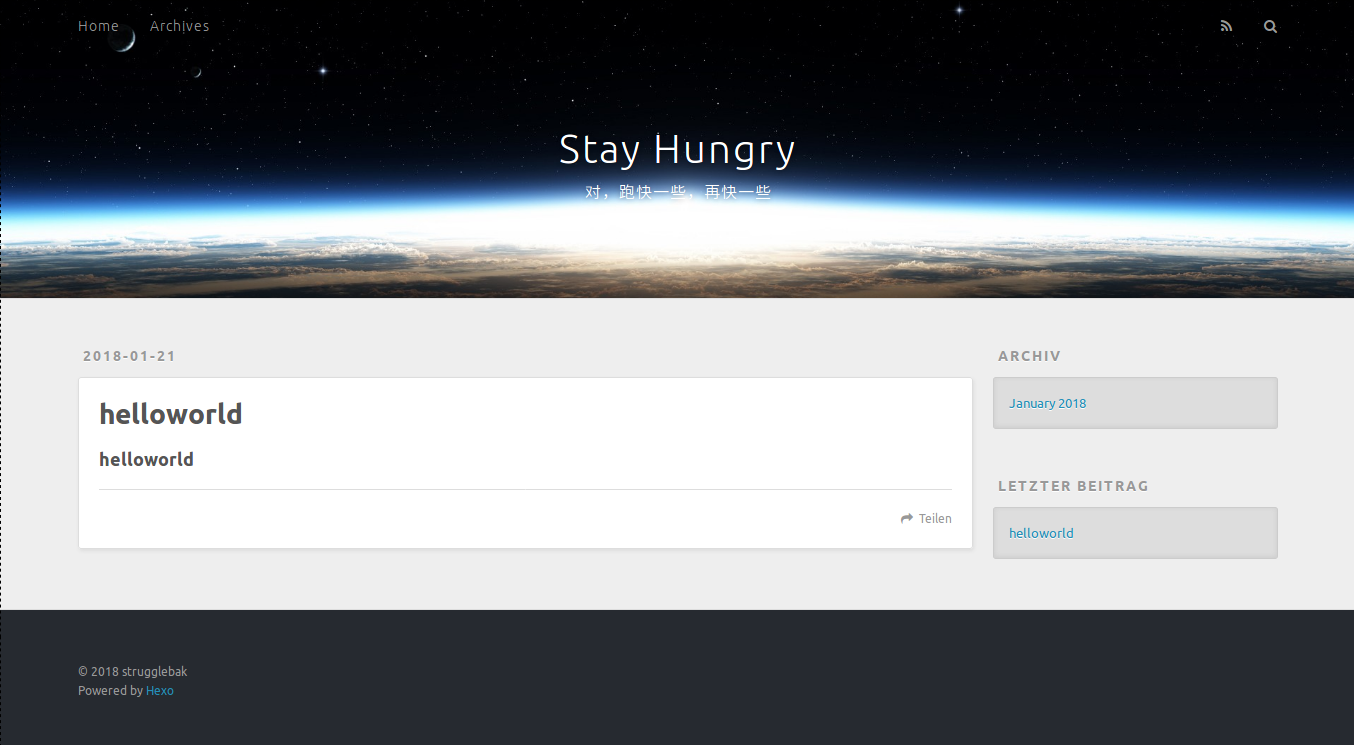 Home Archives
Stay Hungry
对，跑快一些，再快一些
2018-01-21
helloworld
helloworld
Teilen
ARCHIV
January 2018
LETZTER BEITRAG
helloworld
© 2018 strugglebak
Powered by Hexo